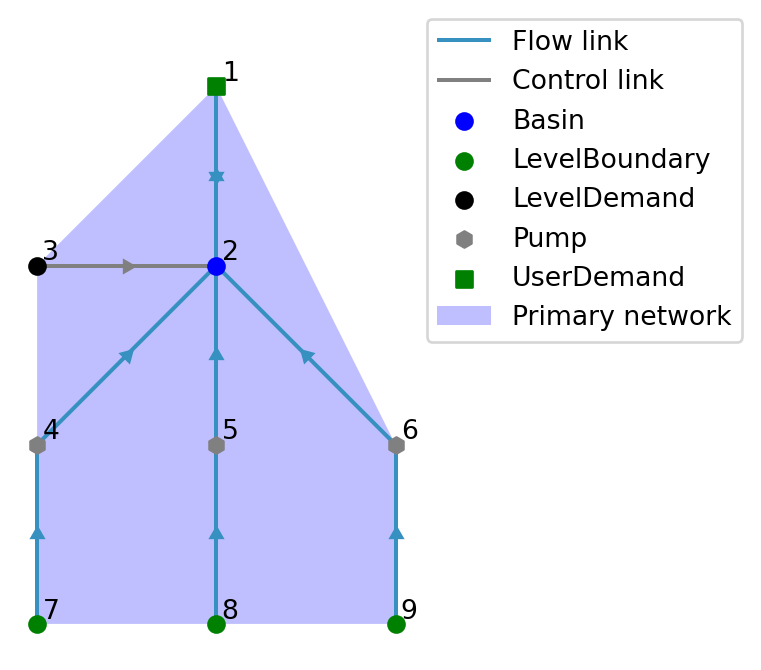 1
2
3
4
5
6
7
8
9
Flow link
Control link
Basin
LevelBoundary
LevelDemand
Pump
UserDemand
Primary network